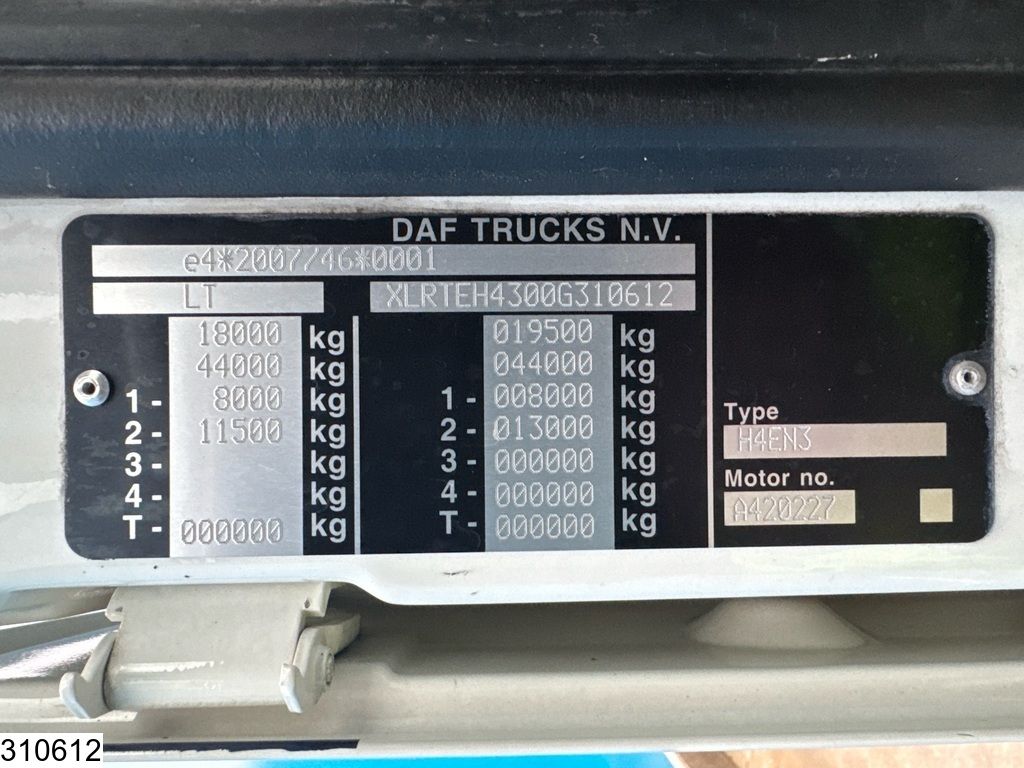 DAF TRUCKS N.V.
e4*2007/46*0001
LT XLRTEH4300G310612
18000 kg 019500 kg
44000 kg 044000 kg
1 - 8000 kg 1 - 008000 kg
2 - 11500 kg 2 - 013000 kg
3 - kg 3 - 000000 kg
4 - kg 4 - 000000 kg
T - 000000 kg T - 000000 kg
Type
H4EN3
Motor no.
A420227
310612